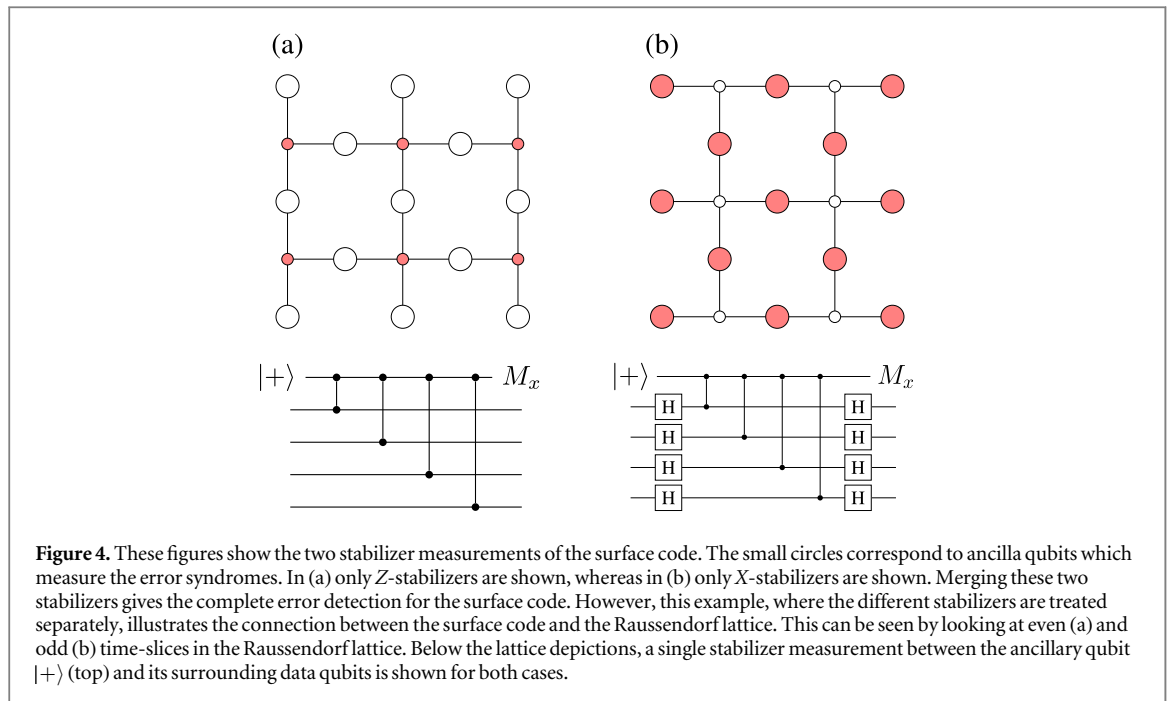 (a) (b)
|+⟩ Mₓ |+⟩ Mₓ
H H
H H
H H
H H
Figure 4. These figures show the two stabilizer measurements of the surface code. The small circles correspond to ancilla qubits which
measure the error syndromes. In (a) only Z-stabilizers are shown, whereas in (b) only X-stabilizers are shown. Merging these two
stabilizers gives the complete error detection for the surface code. However, this example, where the different stabilizers are treated
separately, illustrates the connection between the surface code and the Raussendorf lattice. This can be seen by looking at even (a) and
odd (b) time-slices in the Raussendorf lattice. Below the lattice depictions, a single stabilizer measurement between the ancillary qubit
|+⟩ (top) and its surrounding data qubits is shown for both cases.